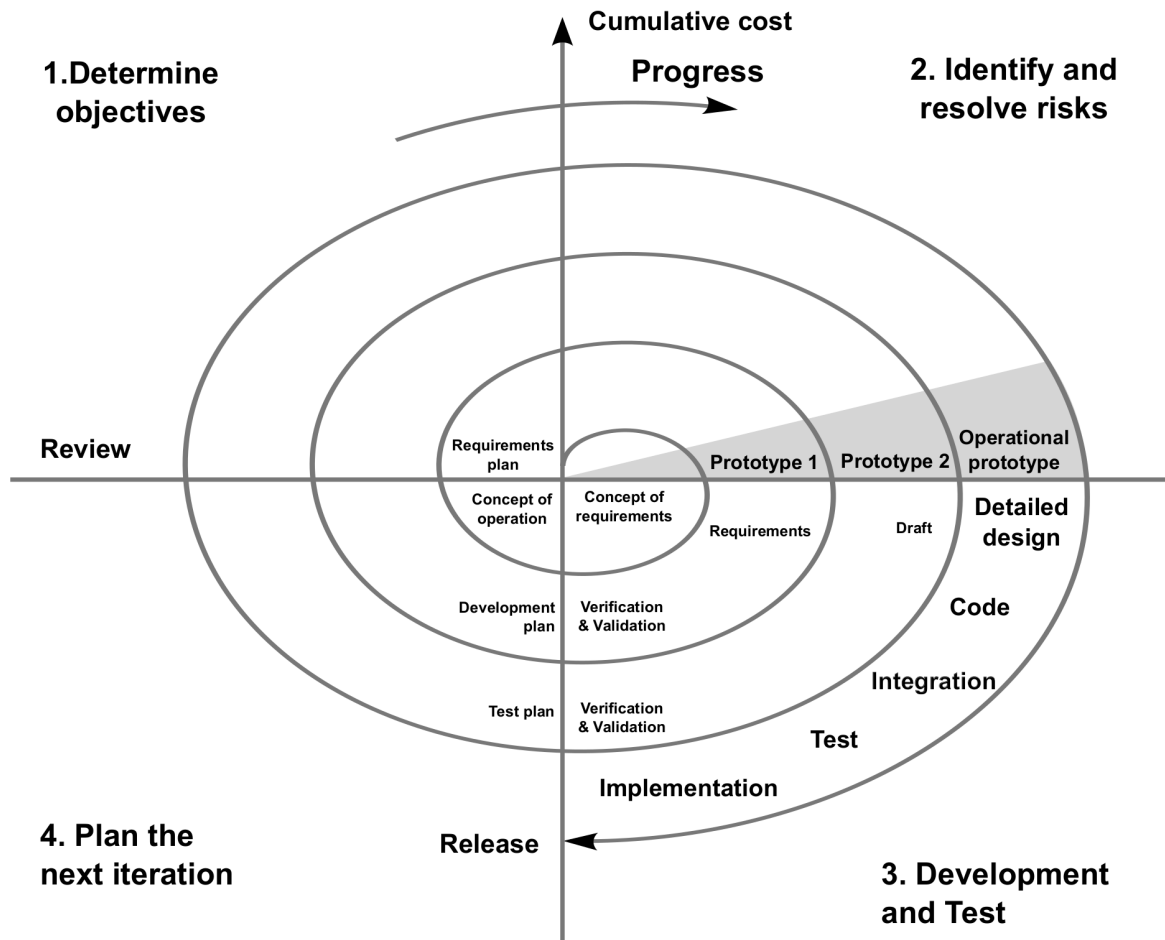 Cumulative cost
1.Determine
objectives
Progress
2. Identify and
resolve risks
Review
Requirements
plan
Prototype 1
Prototype 2
Operational
prototype
Concept of
operation
Concept of
requirements
Requirements
Draft
Detailed
design
Development
plan
Verification
& Validation
Code
Integration
Test plan
Verification
& Validation
Test
Implementation
Release
4. Plan the
next iteration
3. Development
and Test